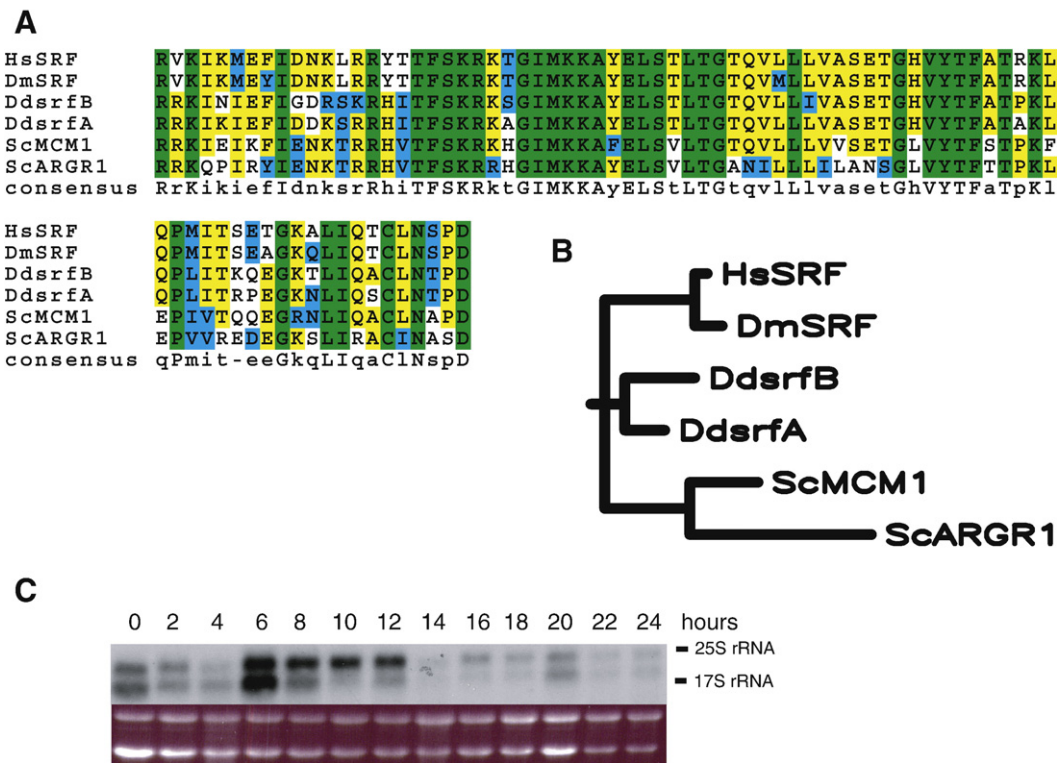 A
HsSRF RVKIKMEFIDNKLRRYTTFSKRKTGIMKKAYELSTLTGTQVLLLVASETGHVYTFATRKL
DmSRF RVKIKMEYIDNKLRRYTTFSKRKTGIMKKAYELSTLTGTQVMLLVASETGHVYTFATRKL
DdsrfB RRKINIEFIGDRSKRHITFSKRKSGIMKKAYELSTLTGTQVLLIVASETGHVYTFATPKL
DdsrfA RRKIKIEFIDDKSRRHITFSKRKAGIMKKAYELSTLTGTQVLLLVASETGHVYTFATAKL
ScMCM1 RRKIEIKFIENKTRRHVTFSKRKHGIMKKAFELSVLTGTQVLLLVVSETGLVYTFSTPKF
ScARGR1 RRKQPIRYIENKTRRHVTFSKRRHGIMKKAYELSVLTGANILLLILANSGLVYTFTTPKL
consensus RrKikiefIdnksrRhiTFSKRktGIMKKAyELStLTGtqvlLlvasetGhVYTFaTpKl
HsSRF QPMITSETGKALIQTCLNSPD
DmSRF QPMITSEAGKQLIQTCLNSPD
DdsrfB QPLITKQEGKTLIQACLNTPD
DdsrfA QPLITRPEGKNLIQSCLNTPD
ScMCM1 EPIVTQQEGRNLIQACLNAPD
ScARGR1 EPVVREDEGKSLIRACINASD
consensus qPmit-eeGkqLIqaClNspD
B
HsSRF
DmSRF
DdsrfB
DdsrfA
ScMCM1
ScARGR1
C
0 2 4 6 8 10 12 14 16 18 20 22 24 hours
25S rRNA
17S rRNA